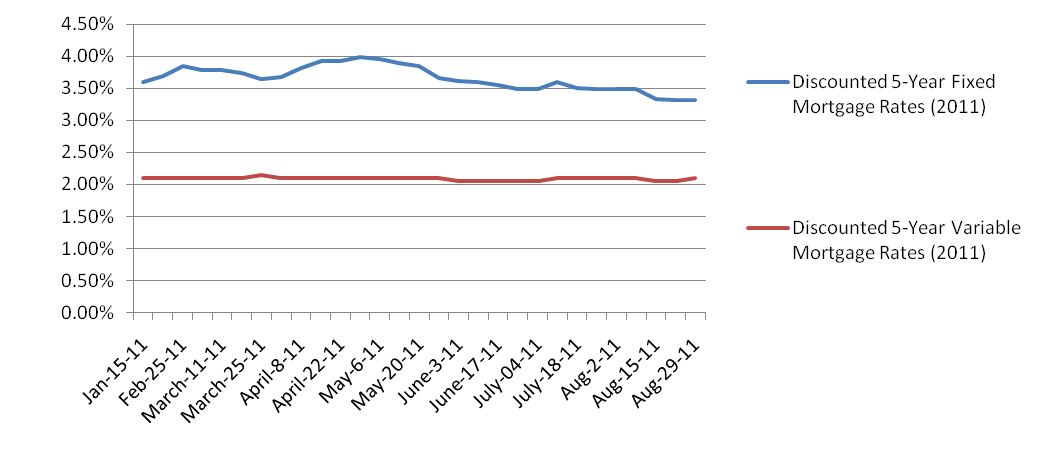 4.50%
4.00%
3.50%
3.00%
2.50%
2.00%
1.50%
1.00%
0.50%
0.00%
Jan-15-11
Feb-25-11
March-11-11
March-25-11
April-8-11
April-22-11
May-6-11
May-20-11
June-3-11
June-17-11
July-04-11
July-18-11
Aug-2-11
Aug-15-11
Aug-29-11
Discounted 5-Year Fixed
Mortgage Rates (2011)
Discounted 5-Year Variable
Mortgage Rates (2011)